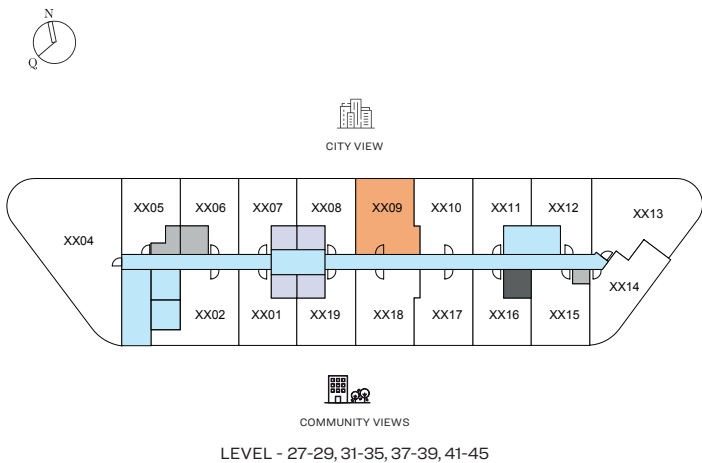 N
Q
CITY VIEW
XX05 XX06 XX07 XX08 XX09 XX10 XX11 XX12 XX13
XX04
XX14
XX02 XX01 XX19 XX18 XX17 XX16 XX15
COMMUNITY VIEWS
LEVEL - 27-29, 31-35, 37-39, 41-45